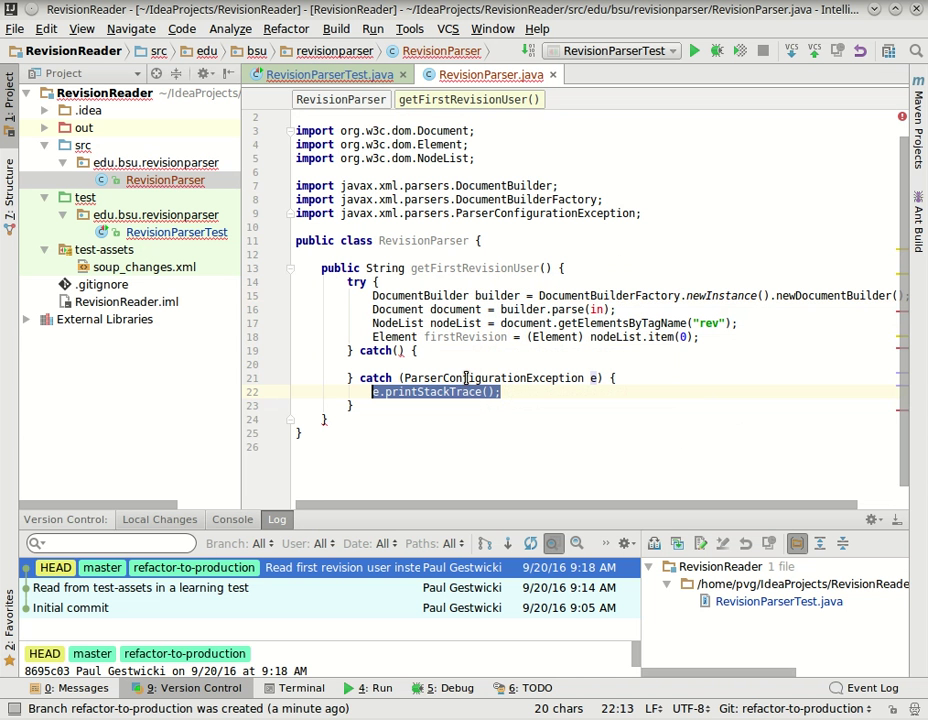 RevisionReader - [~/IdeaProjects/RevisionReader] - [RevisionReader] - ~/IdeaProjects/RevisionReader/src/edu/bsu/revisionparser/RevisionParser.java - Intelli...
File Edit View Navigate Code Analyze Refactor Build Run Tools VCS Window Help
RevisionReader src edu bsu revisionparser RevisionParser RevisionParserTest VCS VCS
1: Project
7: Structure
2: Favorites
Project
RevisionReader ~/IdeaProjects/
.idea
out
src
edu.bsu.revisionparser
RevisionParser
test
edu.bsu.revisionparser
RevisionParserTest
test-assets
soup_changes.xml
.gitignore
RevisionReader.iml
External Libraries
RevisionParserTest.java RevisionParser.java
RevisionParser getFirstRevisionUser()
2
3 import org.w3c.dom.Document;
4 import org.w3c.dom.Element;
5 import org.w3c.dom.NodeList;
6
7 import javax.xml.parsers.DocumentBuilder;
8 import javax.xml.parsers.DocumentBuilderFactory;
9 import javax.xml.parsers.ParserConfigurationException;
10
11 public class RevisionParser {
12
13 public String getFirstRevisionUser() {
14 try {
15 DocumentBuilder builder = DocumentBuilderFactory.newInstance().newDocumentBuilder();
16 Document document = builder.parse(in);
17 NodeList nodeList = document.getElementsByTagName("rev");
18 Element firstRevision = (Element) nodeList.item(0);
19 } catch() {
20
21 } catch (ParserConfigurationException e) {
22 e.printStackTrace();
23 }
24 }
25 }
26
Maven Projects
Ant Build
Version Control: Local Changes Console Log
Branch: All User: All Date: All Paths: All
HEAD master refactor-to-production Read first revision user inste Paul Gestwicki 9/20/16 9:18 AM
Read from test-assets in a learning test Paul Gestwicki 9/20/16 9:14 AM
Initial commit Paul Gestwicki 9/20/16 9:05 AM
HEAD master refactor-to-production
8695c03 Paul Gestwicki on 9/20/16 at 9:18 AM
RevisionReader 1 file
/home/pvg/IdeaProjects/RevisionReade
RevisionParserTest.java
0: Messages 9: Version Control Terminal 4: Run 5: Debug 6: TODO Event Log
Branch refactor-to-production was created (a minute ago) 20 chars 22:13 LF UTF-8 Git: refactor-to-production